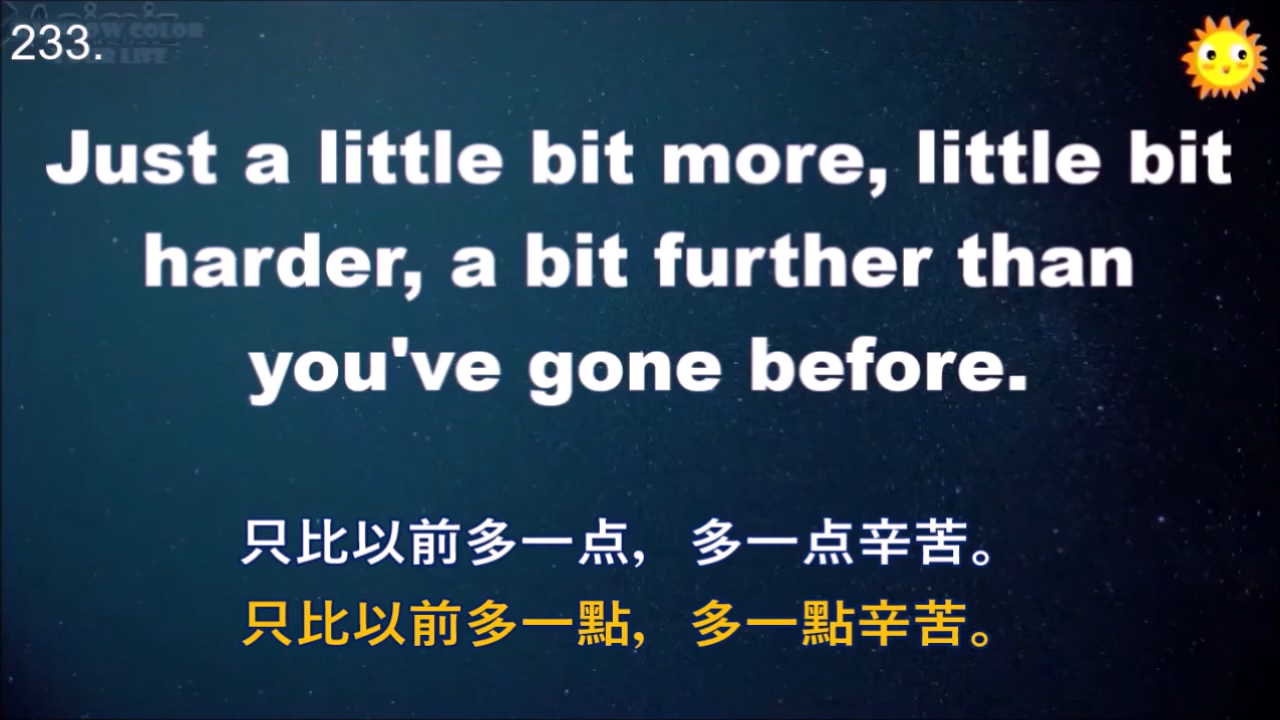 233.
Just a little bit more, little bit
harder, a bit further than
you've gone before.
只比以前多一点，多一点辛苦。
只比以前多一點，多一點辛苦。